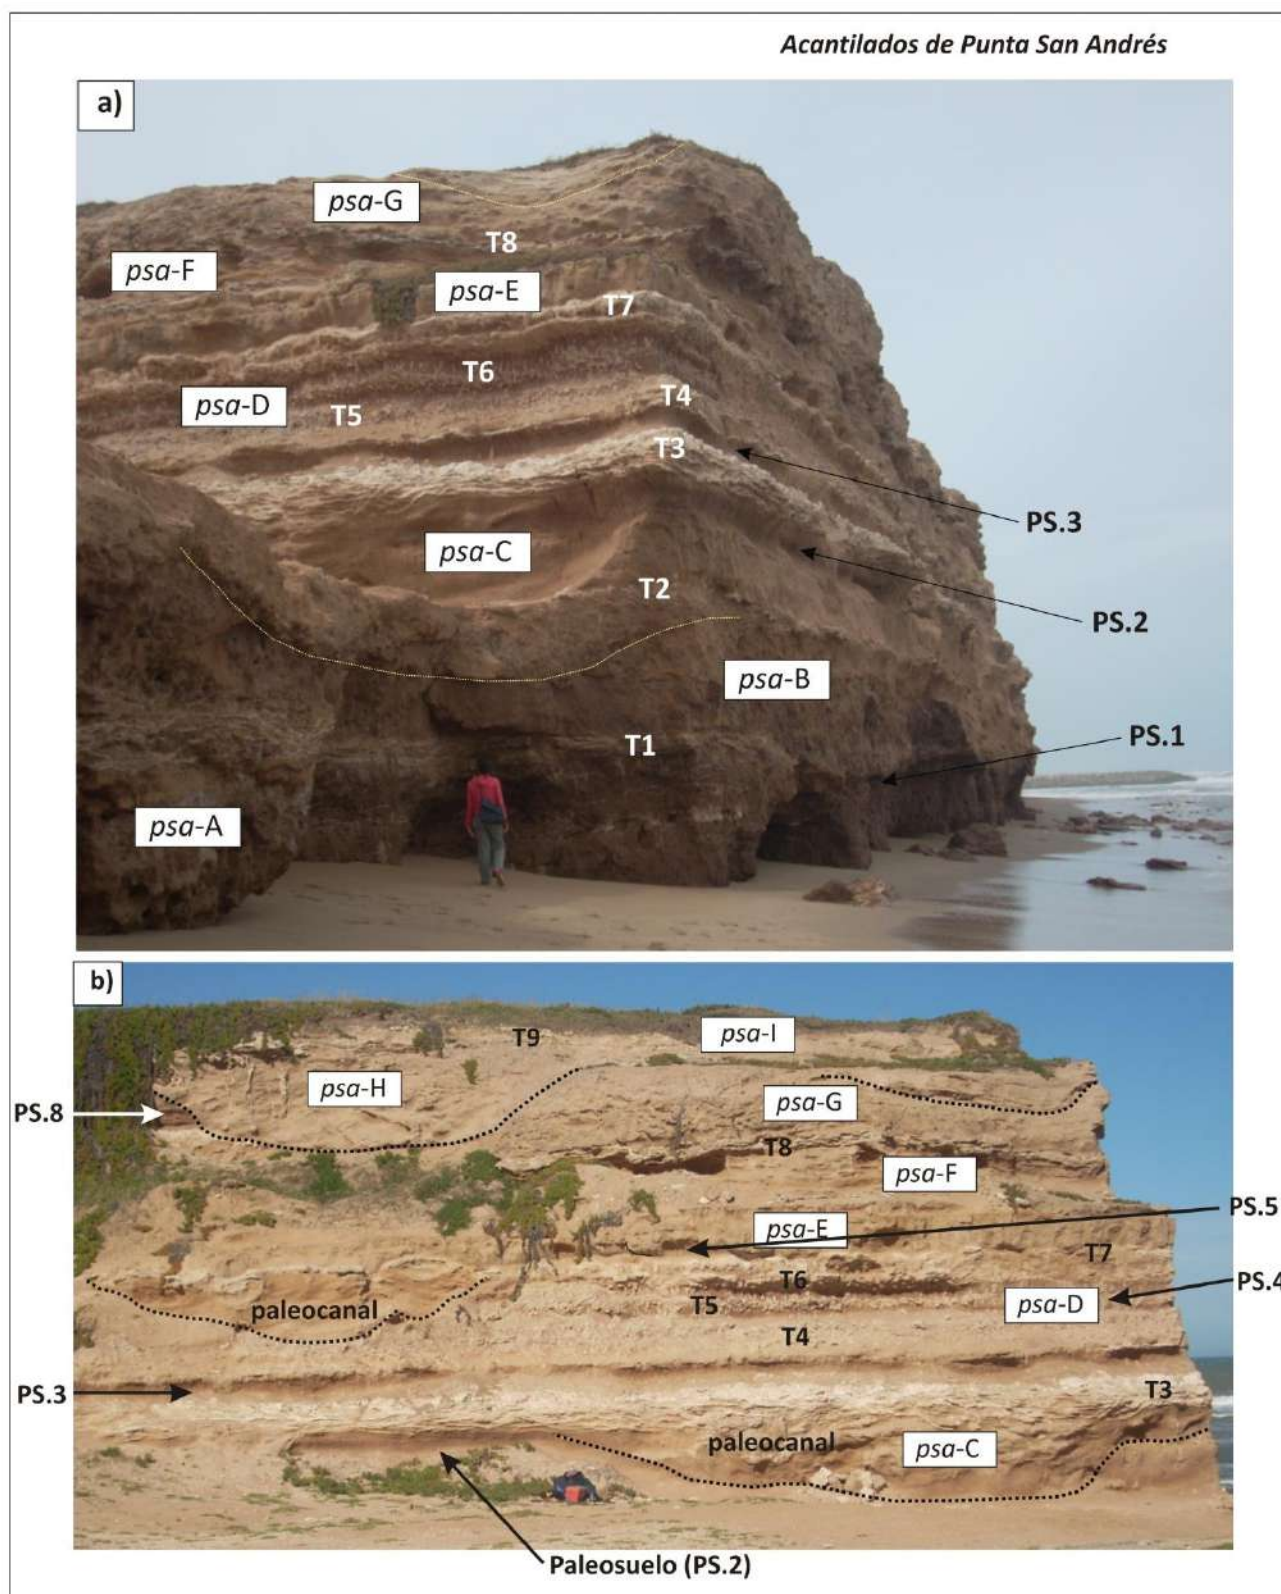 Acantilados de Punta San Andrés
a)
psa-G
T8
psa-F
psa-E
T7
T6
T4
psa-D
T5
T3
PS.3
psa-C
T2
PS.2
psa-B
T1
PS.1
psa-A
b)
T9
psa-I
psa-H
psa-G
PS.8
T8
psa-F
PS.5
psa-E
T7
T6
PS.4
T5
psa-D
paleocanal
T4
PS.3
T3
paleocanal
psa-C
Paleosuelo (PS.2)